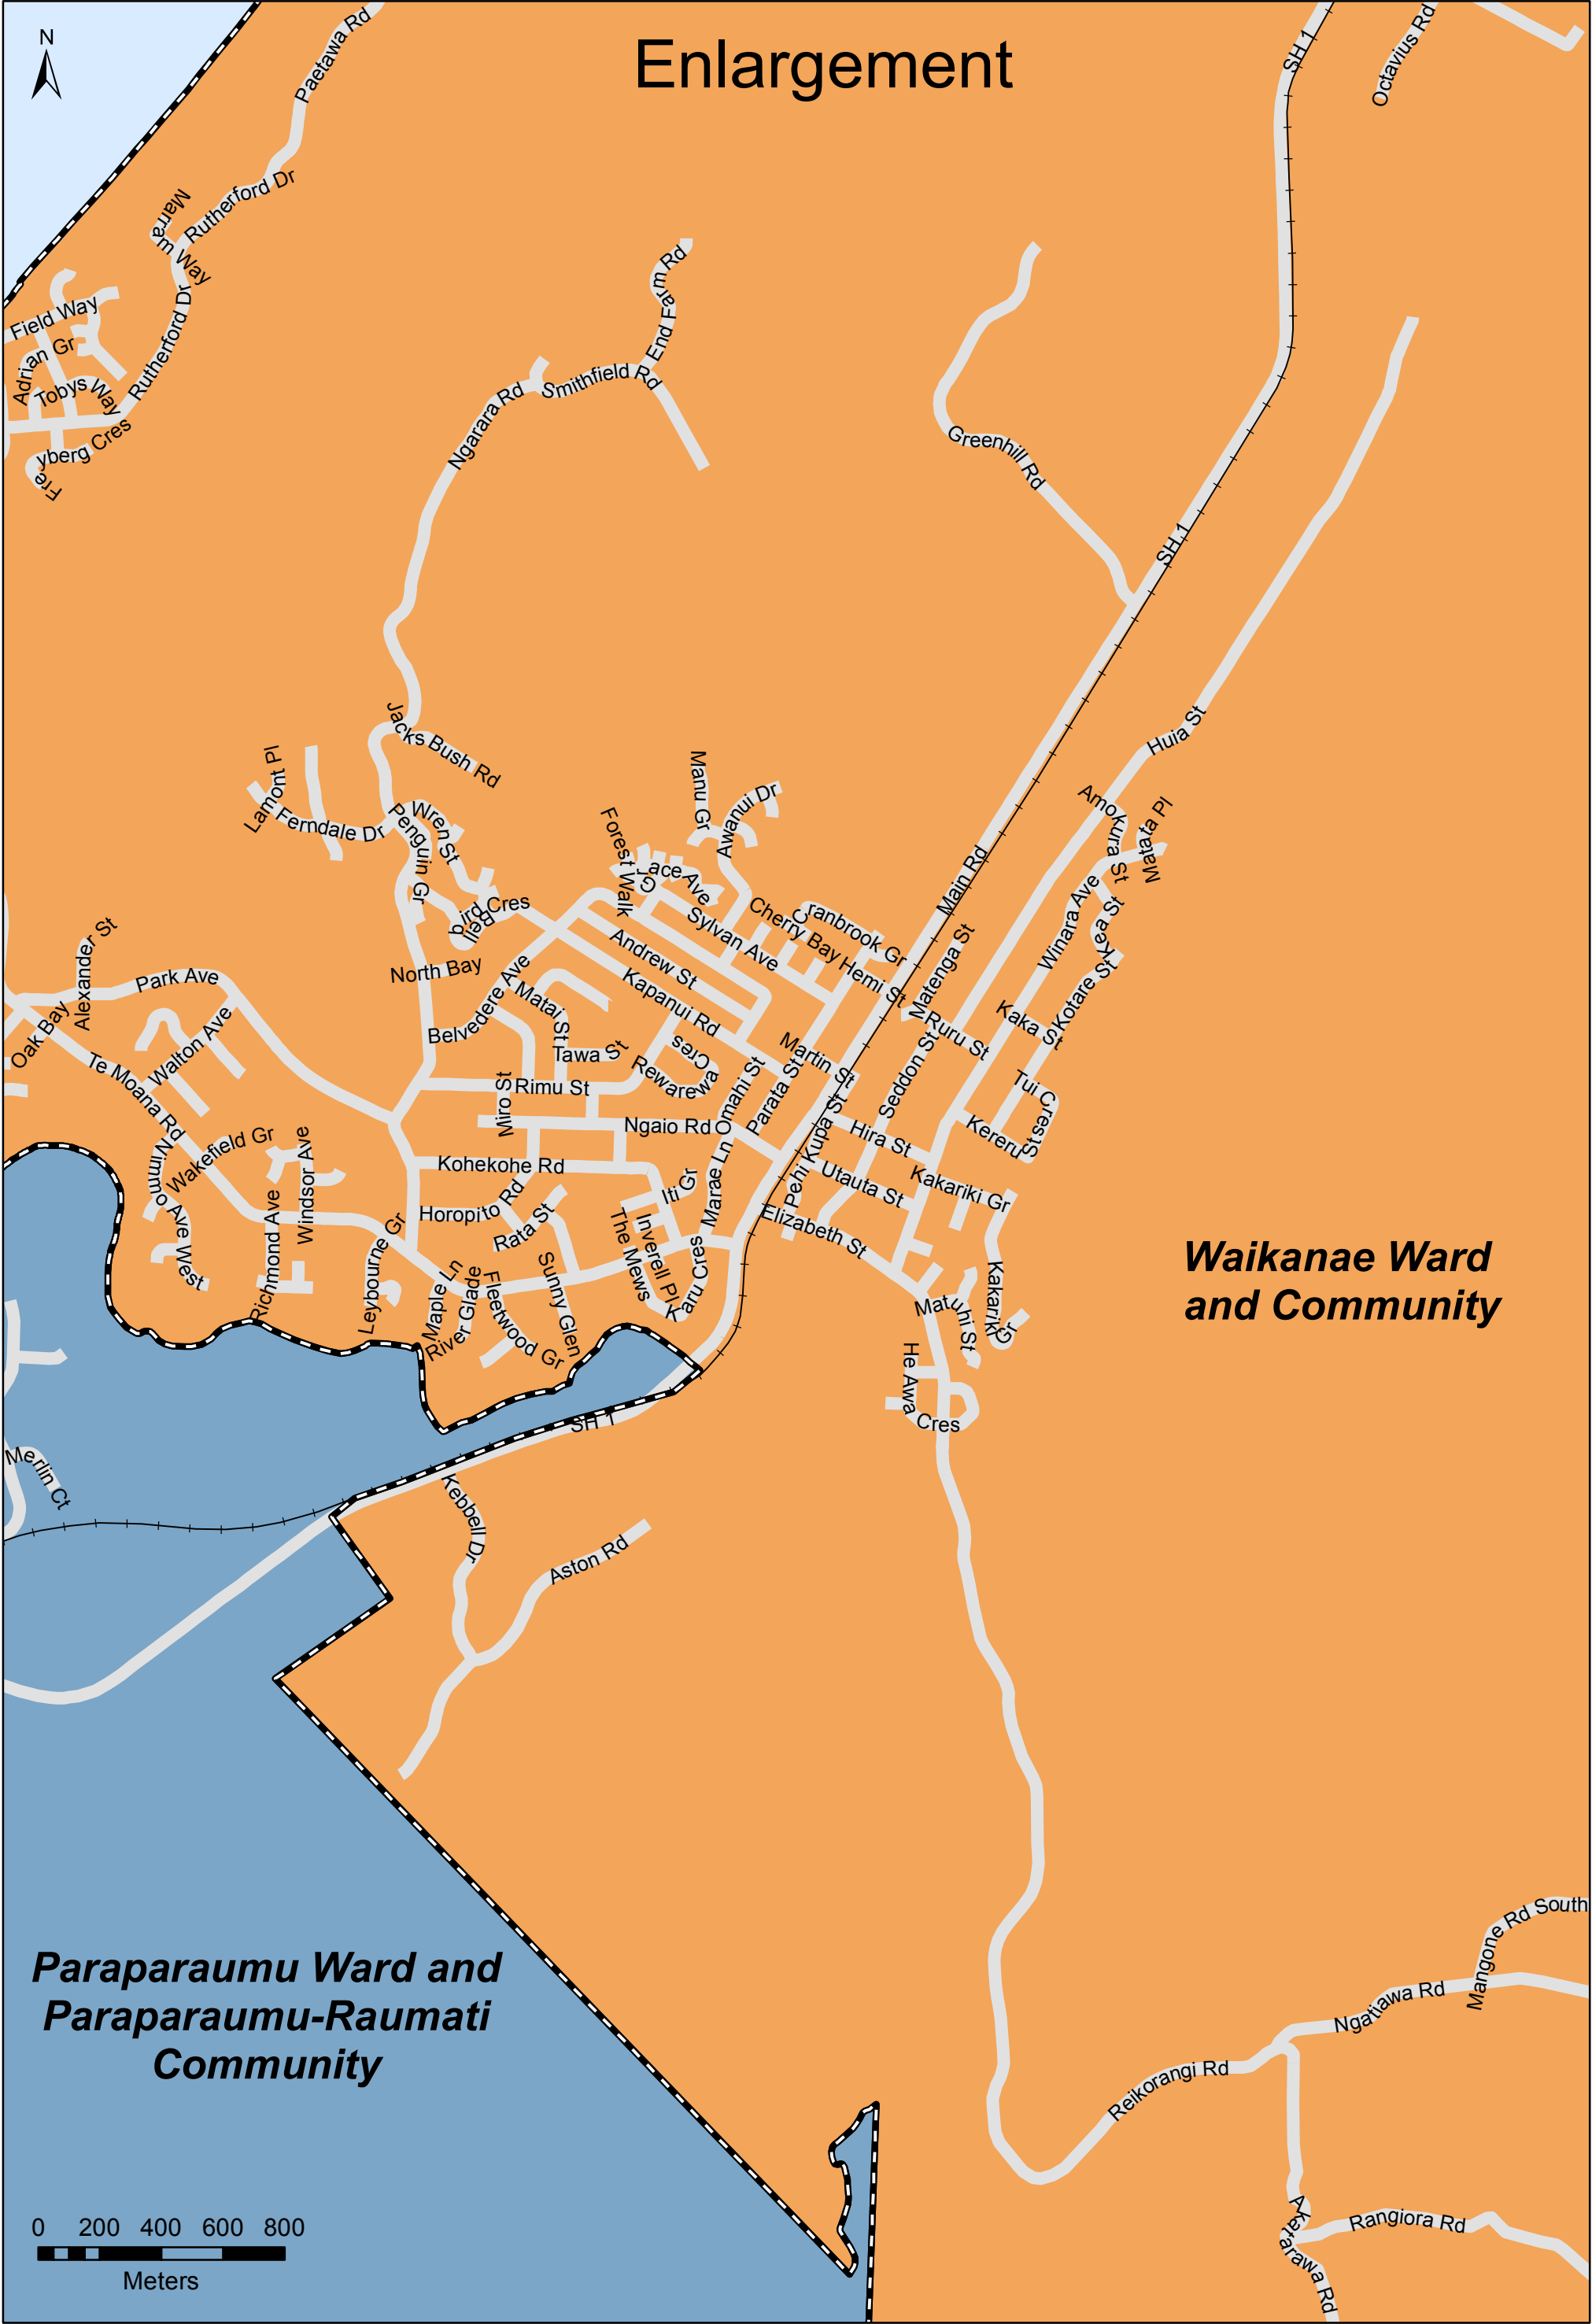 Enlargement
N
Paetawa Rd
SH 1
Octavius Rd
Rutherford Dr
Marram Way
Field Way
Adrian Gr
Tobys Way
Rutherford Dr
Freyberg Cres
End Farm Rd
Smithfield Rd
Ngarara Rd
Greenhill Rd
SH 1
Jacks Bush Rd
Huia St
Lamont Pl
Ferndale Dr
Penguin Gr
Wren St
Manu Gr
Awanui Dr
Forest Walk
Grace Ave
Main Rd
Amokura St
Matata Pl
Bellbird Cres
Sylvan Ave
Cherry Bay
Cranbrook Gr
Winara Ave
Kea St
Alexander St
Park Ave
North Bay
Andrew St
Kapanui Rd
Hemi St
Matenga St
Kotare St
Belvedere Ave
Matai St
Kaka St
Ruru St
Oak Bay
Walton Ave
Te Moana Rd
Tawa St
Rimu St
Miro St
Rewarewa Cres
Martin St
Omahi St
Parata St
Seddon St
Tui Cres
Kereru St
Ngaio Rd
Hira St
Pehi Kupa St
Nimmo Ave West
Wakefield Gr
Windsor Ave
Richmond Ave
Kohekohe Rd
Iti Gr
Marae Ln
Utauta St
Kakariki Gr
Horopito Rd
Rata St
Elizabeth St
Leybourne Gr
Maple Ln
River Glade
Fleetwood Gr
Sunny Glen
The Mews
Inverell Pl
Karu Cres
Kakariki Gr
Matuhi St
Waikanae Ward
and Community
He Awa Cres
SH 1
Merlin Ct
Kebbell Dr
Aston Rd
Mangone Rd South
Ngatiawa Rd
Paraparaumu Ward and
Paraparaumu-Raumati
Community
Reikorangi Rd
Akatarawa Rd
Rangiora Rd
0 200 400 600 800
Meters